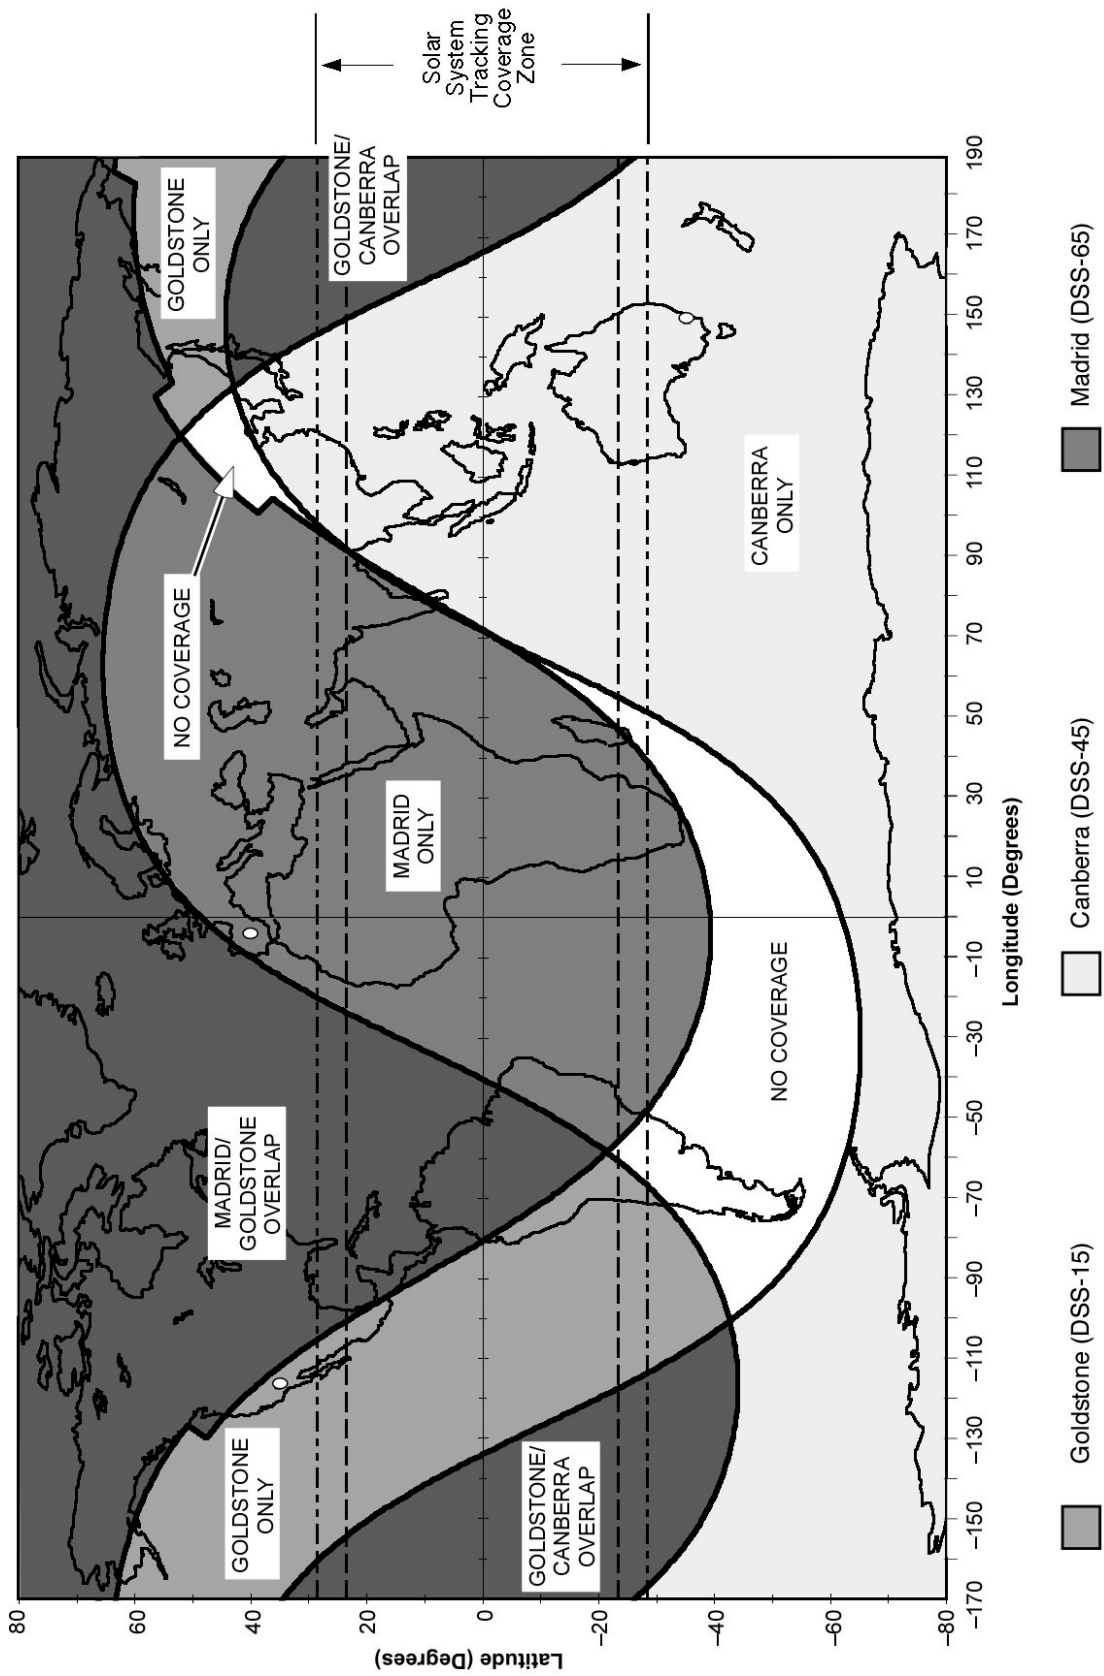 Solar
System
Tracking
Coverage
Zone
GOLDSTONE
ONLY
GOLDSTONE/
CANBERRA
OVERLAP
NO COVERAGE
MADRID/
GOLDSTONE
OVERLAP
MADRID
ONLY
GOLDSTONE
ONLY
GOLDSTONE/
CANBERRA
OVERLAP
CANBERRA
ONLY
NO COVERAGE
Latitude (Degrees)
80
60
40
20
0
−20
−40
−60
−80
−170
−150
−130
−110
−90
−70
−50
−30
−10
10
30
50
70
90
110
130
150
170
190
Longitude (Degrees)
Goldstone (DSS-15)
Canberra (DSS-45)
Madrid (DSS-65)